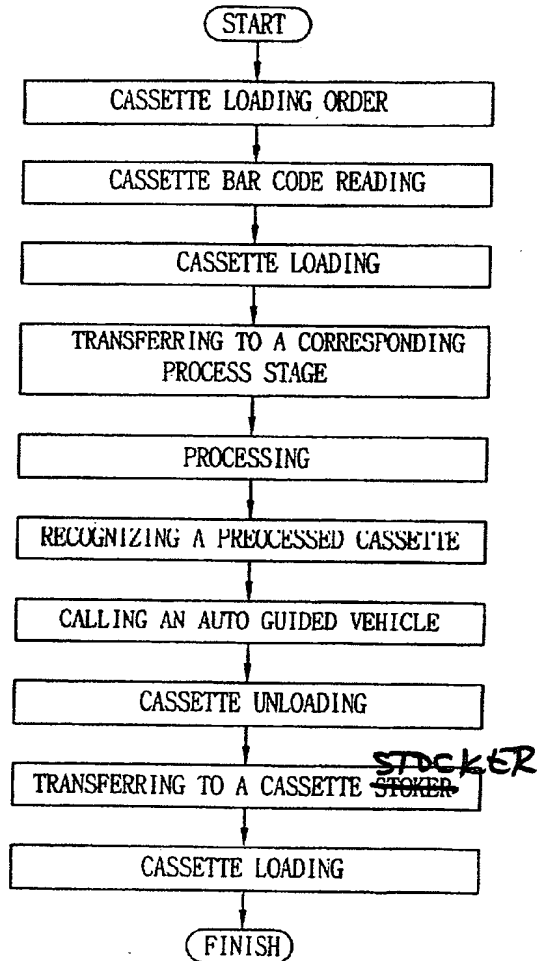 START
CASSETTE LOADING ORDER
CASSETTE BAR CODE READING
CASSETTE LOADING
TRANSFERRING TO A CORRESPONDING
PROCESS STAGE
PROCESSING
RECOGNIZING A PREOCESSED CASSETTE
CALLING AN AUTO GUIDED VEHICLE
CASSETTE UNLOADING
STOCKER
TRANSFERRING TO A CASSETTE STOKER
CASSETTE LOADING
FINISH